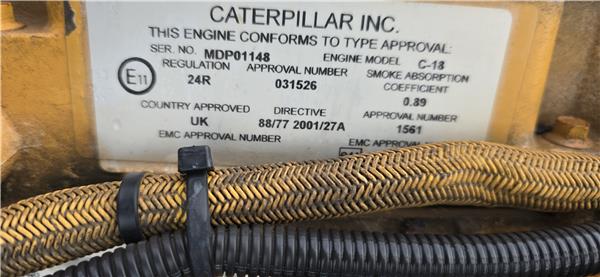 CATERPILLAR INC.
THIS ENGINE CONFORMS TO TYPE APPROVAL:
SER. NO. MDP01148 ENGINE MODEL C-18
REGULATION APPROVAL NUMBER SMOKE ABSORPTION
E11 24R 031526 COEFFICIENT
0.89
COUNTRY APPROVED DIRECTIVE APPROVAL NUMBER
UK 88/77 2001/27A 1561
EMC APPROVAL NUMBER EMC APPROVAL